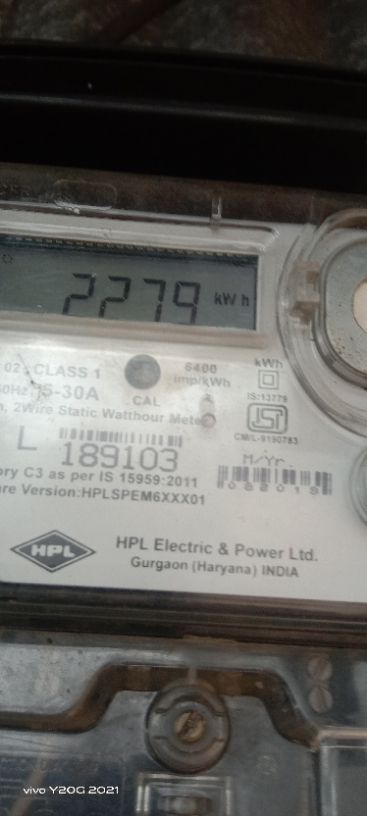 2279 kWh
02 . CLASS 1
6400
imp/kWh
kWh
50Hz 5-30A
CAL
IS:13779
2Wire Static Watthour Meter
CM/L-9190783
L 189103
M/Yr.
082019
ory C3 as per IS 15959:2011
are Version:HPLSPEM6XXX01
HPL
HPL Electric & Power Ltd.
Gurgaon (Haryana) INDIA
vivo Y20G 2021